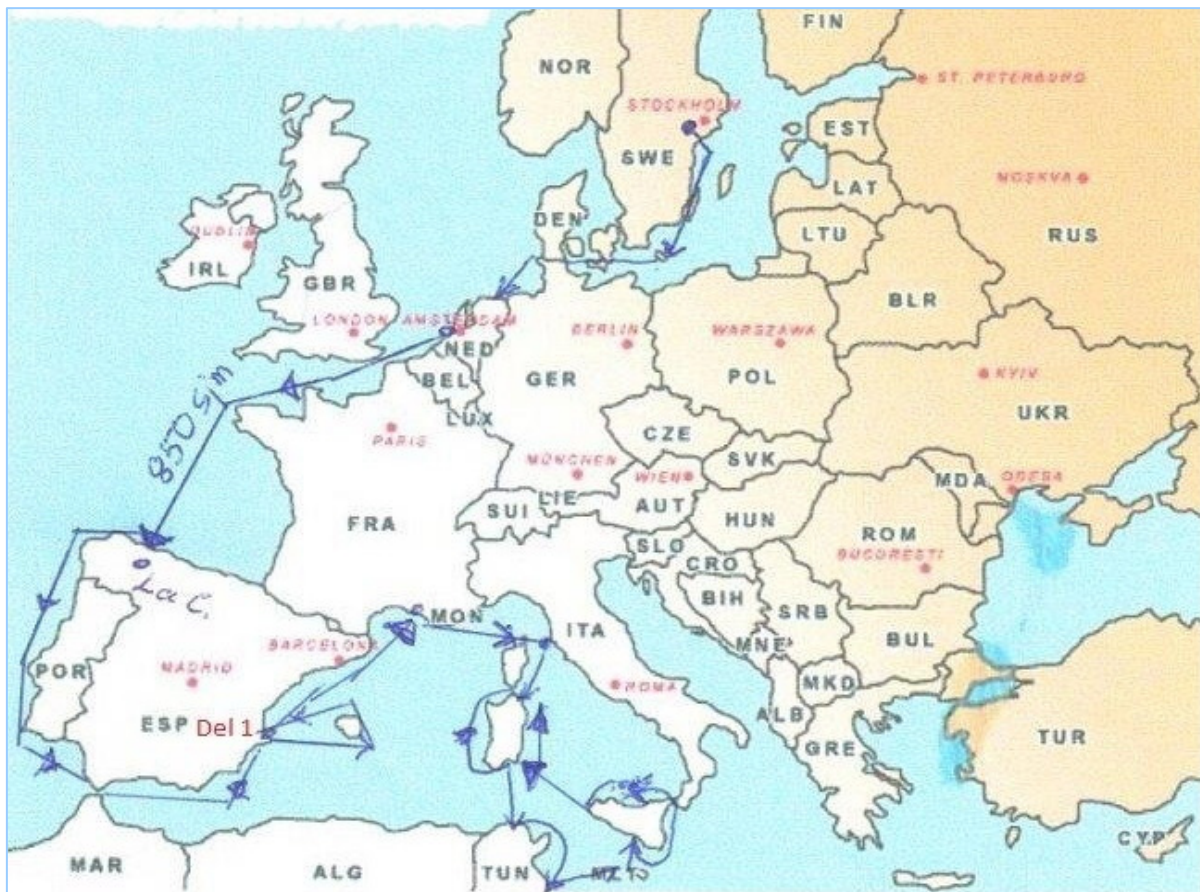 FIN
NOR
ST. PETERBURG
STOCKHOLM
EST
SWE
LAT
MOSKVA
DEN
LTU
RUS
DUBLIN
IRL
GBR
BLR
LONDON
AMSTERDAM
BERLIN
WARSZAWA
NED
BEL
GER
POL
KYIV
UKR
LUX
850 sjm
PARIS
CZE
MÜNCHEN
SVK
WIEN
MDA
ODESA
LIE
AUT
SUI
FRA
HUN
ROM
SLO
CRO
BUCURESTI
La C.
BIH
SRB
MON
ITA
BUL
MNE
BARCELONA
POR
MADRID
ROMA
MKD
ALB
ESP
Del 1
GRE
TUR
CYP
MAR
ALG
TUN
MLT